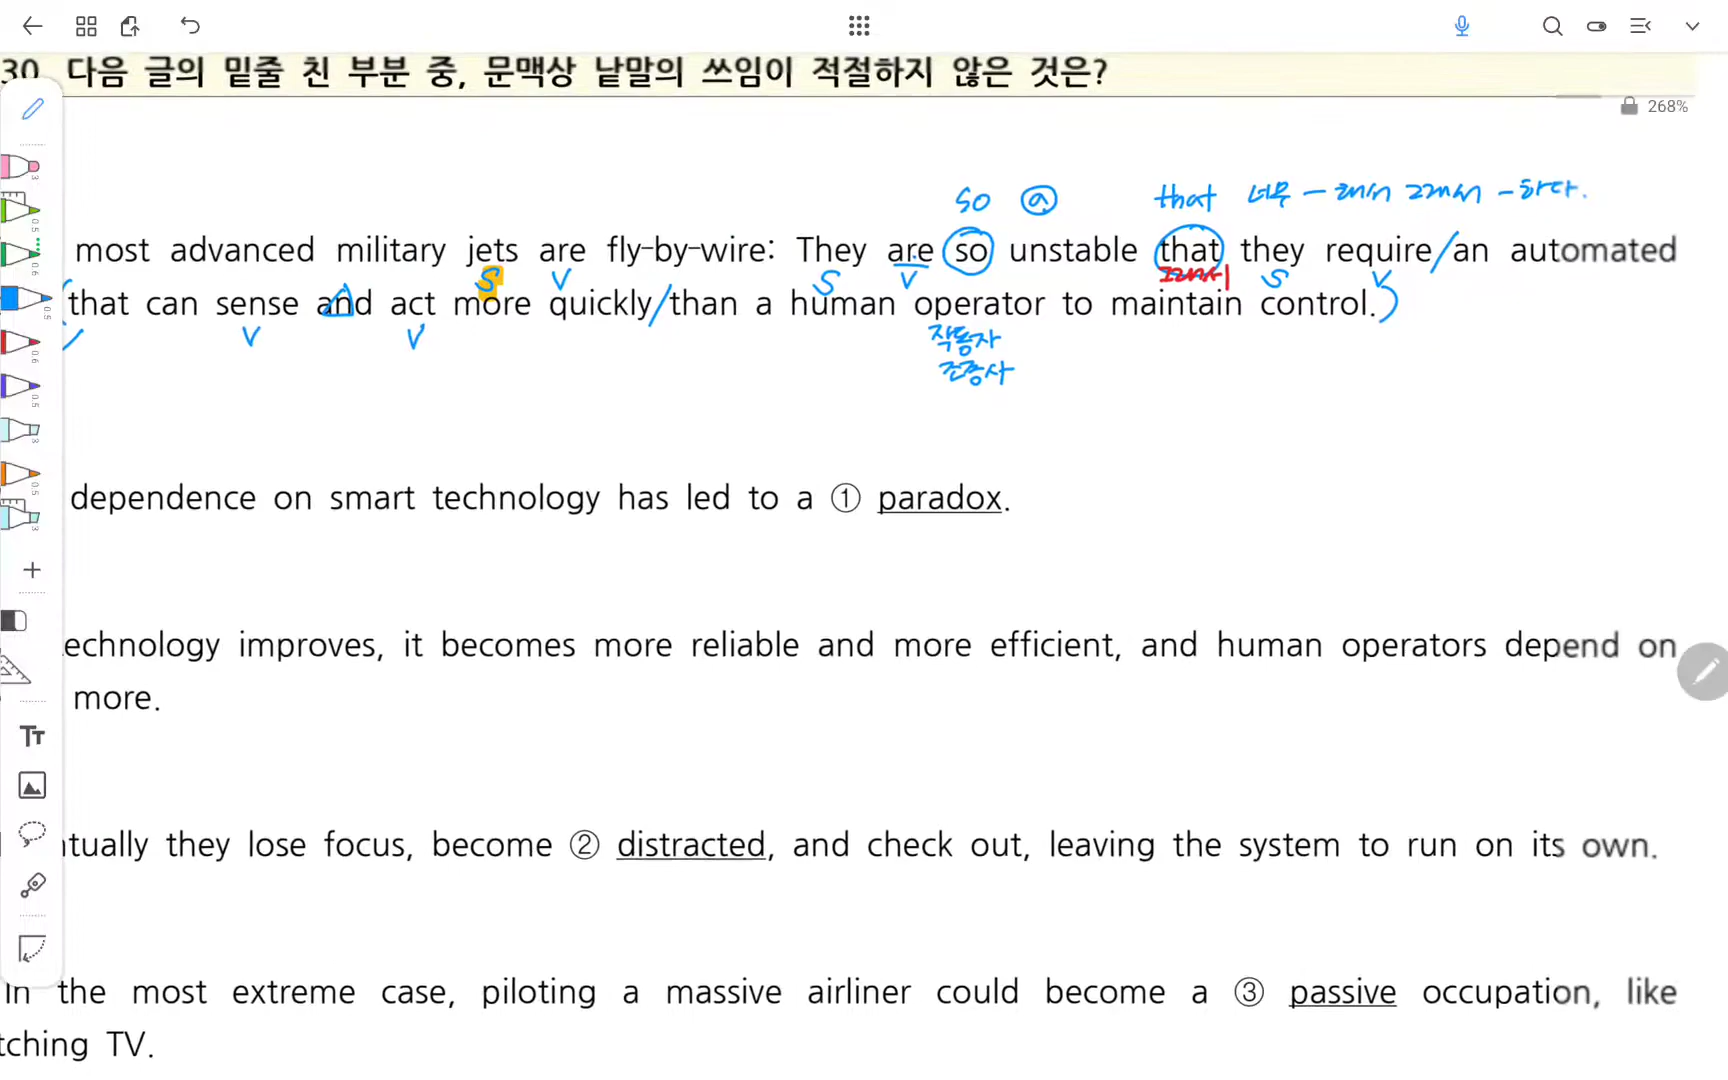 30 다음 글의 밑줄 친 부분 중, 문맥상 낱말의 쓰임이 적절하지 않은 것은?
268%
so ⓐ that 너무 - 해서 그래서 -하다.
most advanced military jets are fly-by-wire: They are so unstable that they require/an automated
S V S V 그래서 S V
(that can sense and act more quickly/than a human operator to maintain control.)
V V 작동자
조종사
dependence on smart technology has led to a ① paradox.
echnology improves, it becomes more reliable and more efficient, and human operators depend on
more.
tually they lose focus, become ② distracted, and check out, leaving the system to run on its own.
In the most extreme case, piloting a massive airliner could become a ③ passive occupation, like
tching TV.